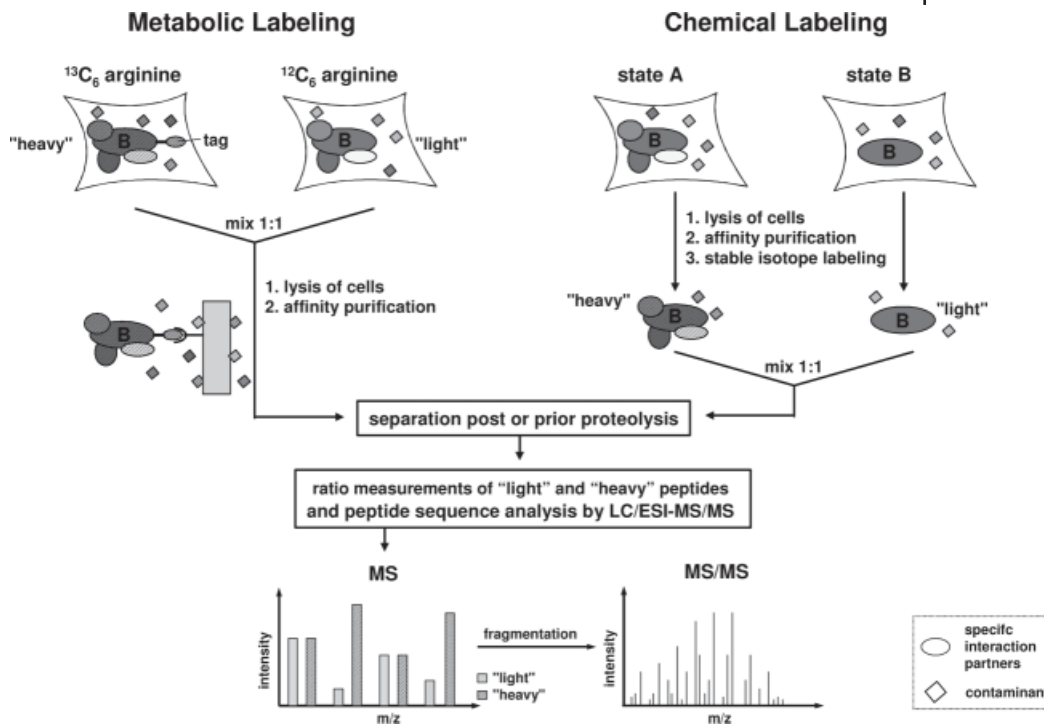 Metabolic Labeling
Chemical Labeling
¹³C₆ arginine
¹²C₆ arginine
state A
state B
"heavy"
B
tag
B
"light"
B
B
mix 1:1
1. lysis of cells
2. affinity purification
3. stable isotope labeling
1. lysis of cells
2. affinity purification
B
"heavy"
B
B
"light"
mix 1:1
separation post or prior proteolysis
ratio measurements of "light" and "heavy" peptides
and peptide sequence analysis by LC/ESI-MS/MS
MS
MS/MS
intensity
fragmentation
"light"
"heavy"
m/z
intensity
m/z
specifc
interaction
partners
contaminan